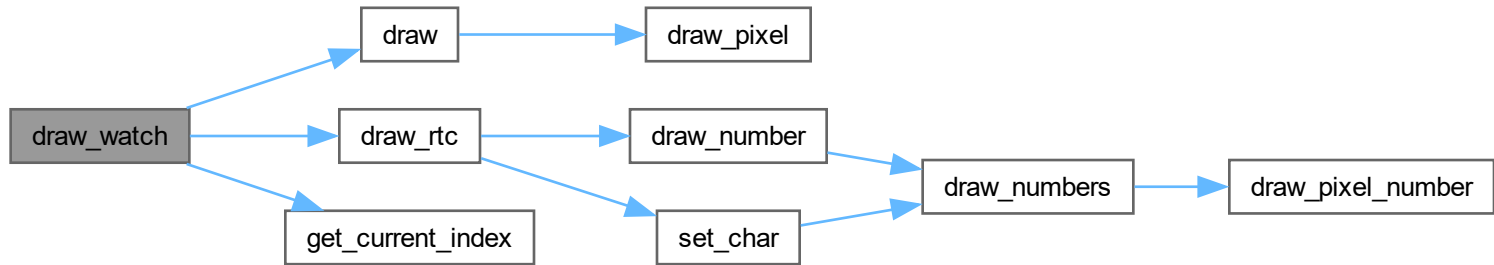 draw_watch
draw
draw_pixel
draw_rtc
draw_number
get_current_index
set_char
draw_numbers
draw_pixel_number